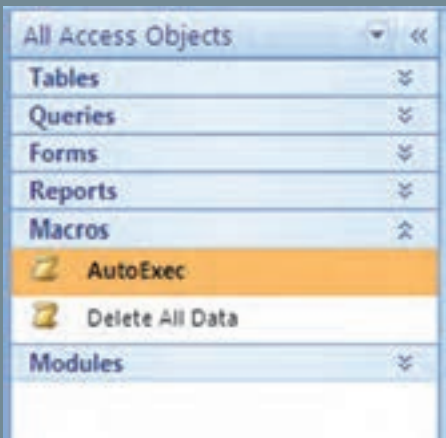 All Access Objects
Tables
Queries
Forms
Reports
Macros
AutoExec
Delete All Data
Modules